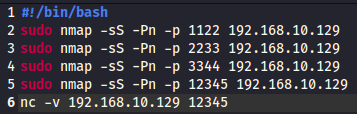 1 #!/bin/bash
2 sudo nmap -sS -Pn -p 1122 192.168.10.129
3 sudo nmap -sS -Pn -p 2233 192.168.10.129
4 sudo nmap -sS -Pn -p 3344 192.168.10.129
5 sudo nmap -sS -Pn -p 12345 192.168.10.129
6 nc -v 192.168.10.129 12345